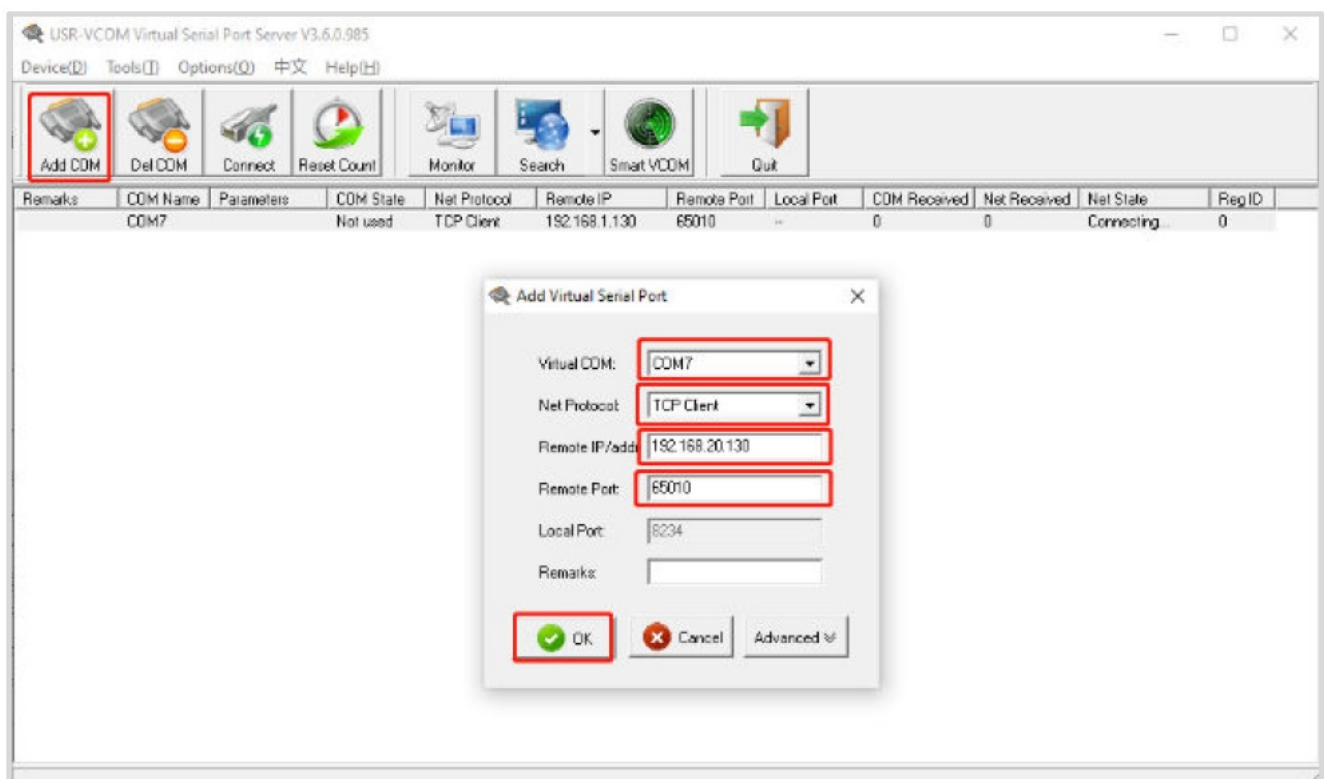 USR-VCOM Virtual Serial Port Server V3.6.0.985
Device(D) Tools(T) Options(O) 中文 Help(H)
Add COM Del COM Connect Reset Count Monitor Search Smart VCOM Quit
Remarks COM Name Parameters COM State Net Protocol Remote IP Remote Port Local Port COM Received Net Received Net State Reg ID
COM7 Not used TCP Client 192.168.1.130 65010 -- 0 0 Connecting... 0
Add Virtual Serial Port
Virtual COM: COM7
Net Protocol: TCP Client
Remote IP/addr 192.168.20.130
Remote Port: 65010
Local Port: 8234
Remarks:
OK Cancel Advanced